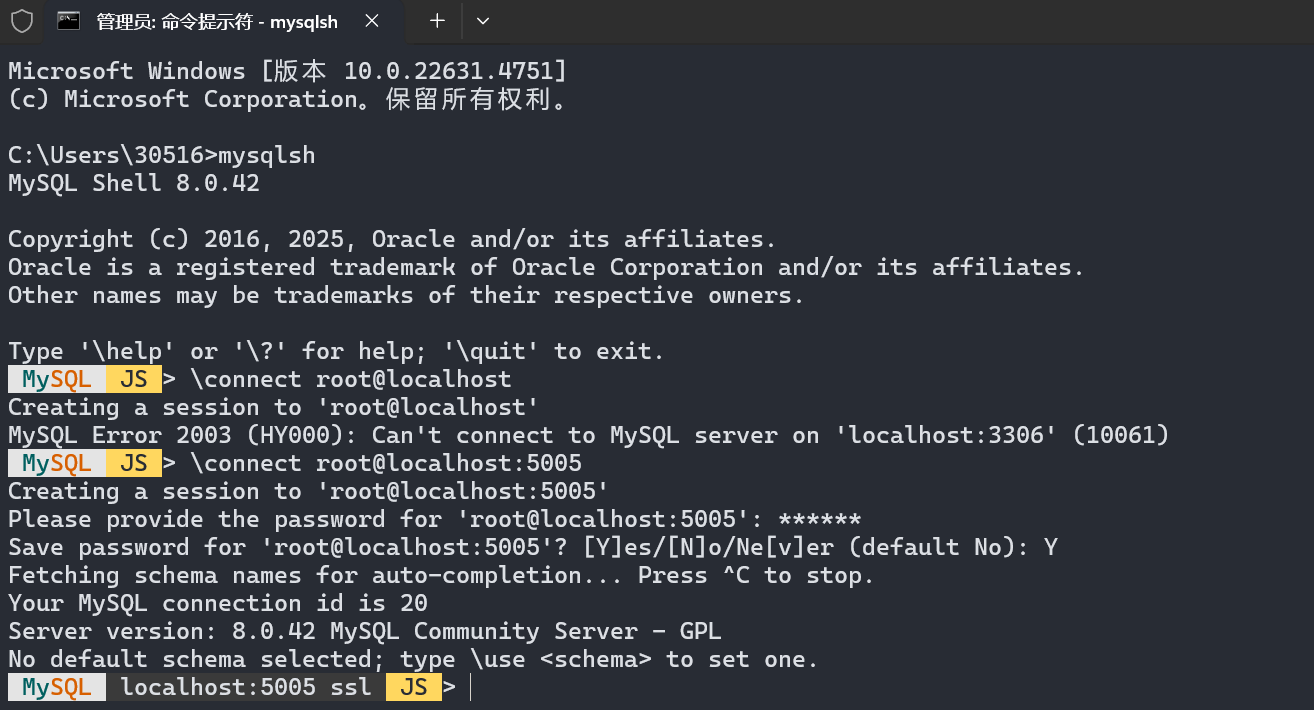 管理员: 命令提示符 - mysqlsh
Microsoft Windows [版本 10.0.22631.4751]
(c) Microsoft Corporation。保留所有权利。
C:\Users\30516>mysqlsh
MySQL Shell 8.0.42
Copyright (c) 2016, 2025, Oracle and/or its affiliates.
Oracle is a registered trademark of Oracle Corporation and/or its affiliates.
Other names may be trademarks of their respective owners.
Type '\help' or '\?' for help; '\quit' to exit.
MySQL JS > \connect root@localhost
Creating a session to 'root@localhost'
MySQL Error 2003 (HY000): Can't connect to MySQL server on 'localhost:3306' (10061)
MySQL JS > \connect root@localhost:5005
Creating a session to 'root@localhost:5005'
Please provide the password for 'root@localhost:5005': ******
Save password for 'root@localhost:5005'? [Y]es/[N]o/Ne[v]er (default No): Y
Fetching schema names for auto-completion... Press ^C to stop.
Your MySQL connection id is 20
Server version: 8.0.42 MySQL Community Server - GPL
No default schema selected; type \use <schema> to set one.
MySQL localhost:5005 ssl JS >